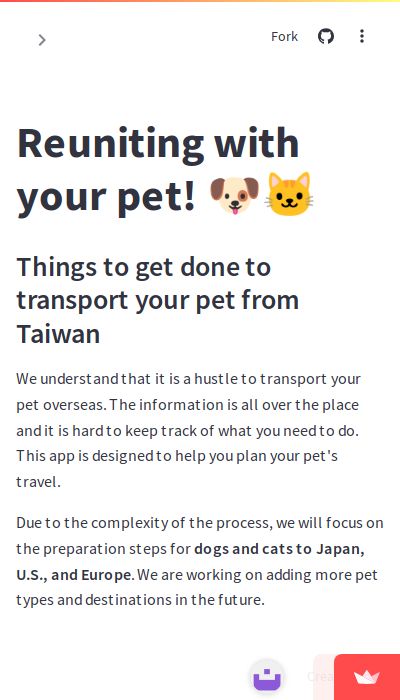 Fork
Reuniting with
your pet! 🐶🐱
Things to get done to
transport your pet from
Taiwan
We understand that it is a hustle to transport your
pet overseas. The information is all over the place
and it is hard to keep track of what you need to do.
This app is designed to help you plan your pet's
travel.
Due to the complexity of the process, we will focus on
the preparation steps for dogs and cats to Japan,
U.S., and Europe. We are working on adding more pet
types and destinations in the future.